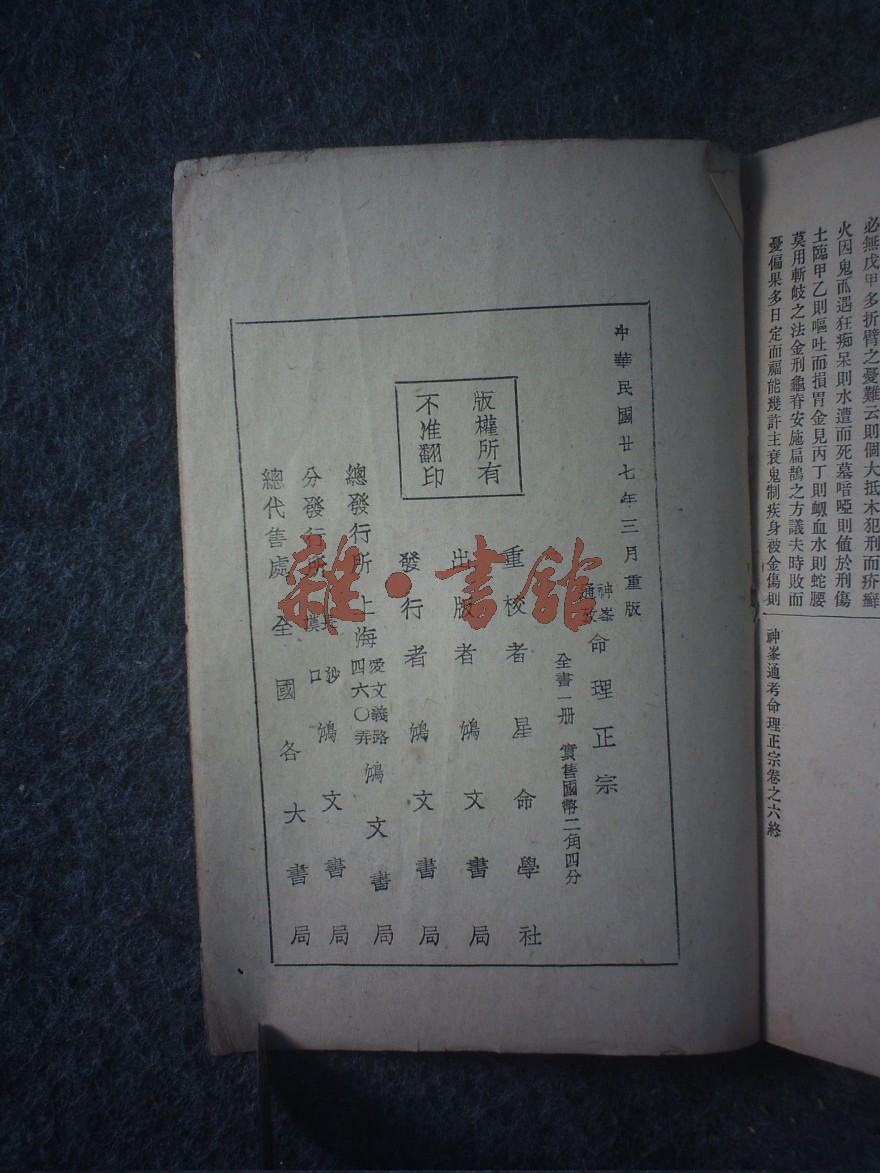 必無戊甲多折臂之憂難云則個大抵木犯刑而疥癬
火因鬼而遇狂痴呆則水遭而死墓喑啞則値於刑傷
土臨甲乙則嘔吐而損胃金見丙丁則衂血水則蛇腰
莫用斬岐之法金刑龜脊安施扁鵲之方議夫時敗而
憂偏果多日定而福能幾許主衰鬼制疾身被金傷則
神峯通考命理正宗卷之六終
中華民國廿七年三月重版
神峯通攷命理正宗
全書一册 實售國幣二角四分
版權所有
不准翻印
重校者星命學社
出版者鴻文書局
發行者鴻文書局
總發行所上海愛文義路四六〇弄鴻文書局
分發行所長沙漢口鴻文書局
總代售處全國各大書局
雜·書館